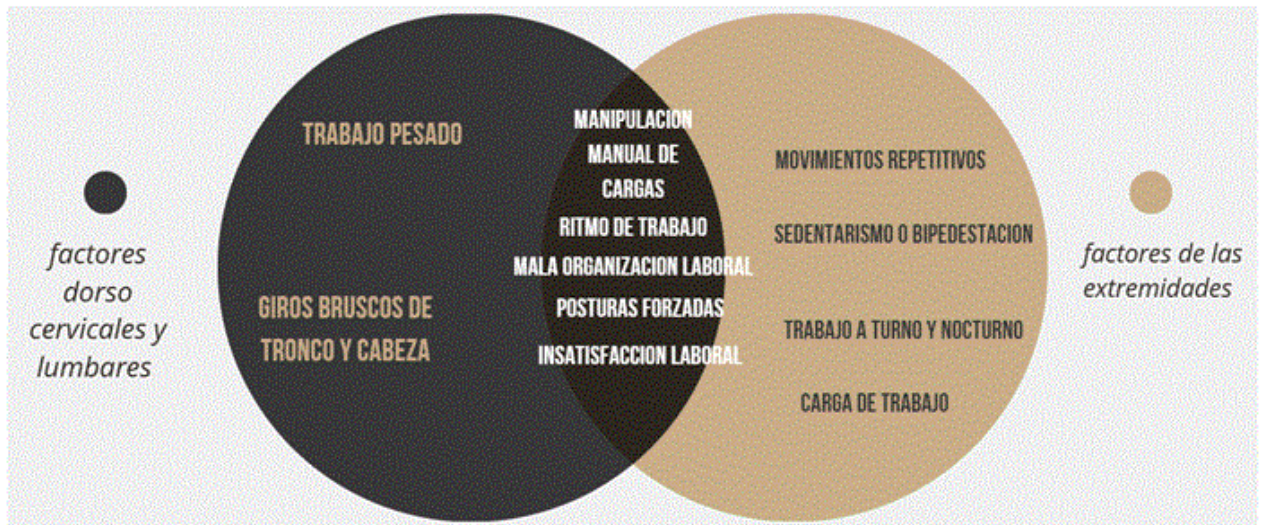 factores
dorso
cervicales y
lumbares
TRABAJO PESADO
GIROS BRUSCOS DE
TRONCO Y CABEZA
MANIPULACION
MANUAL DE
CARGAS
RITMO DE TRABAJO
MALA ORGANIZACION LABORAL
POSTURAS FORZADAS
INSATISFACCION LABORAL
MOVIMIENTOS REPETITIVOS
SEDENTARISMO O BIPEDESTACION
TRABAJO A TURNO Y NOCTURNO
CARGA DE TRABAJO
factores de las
extremidades